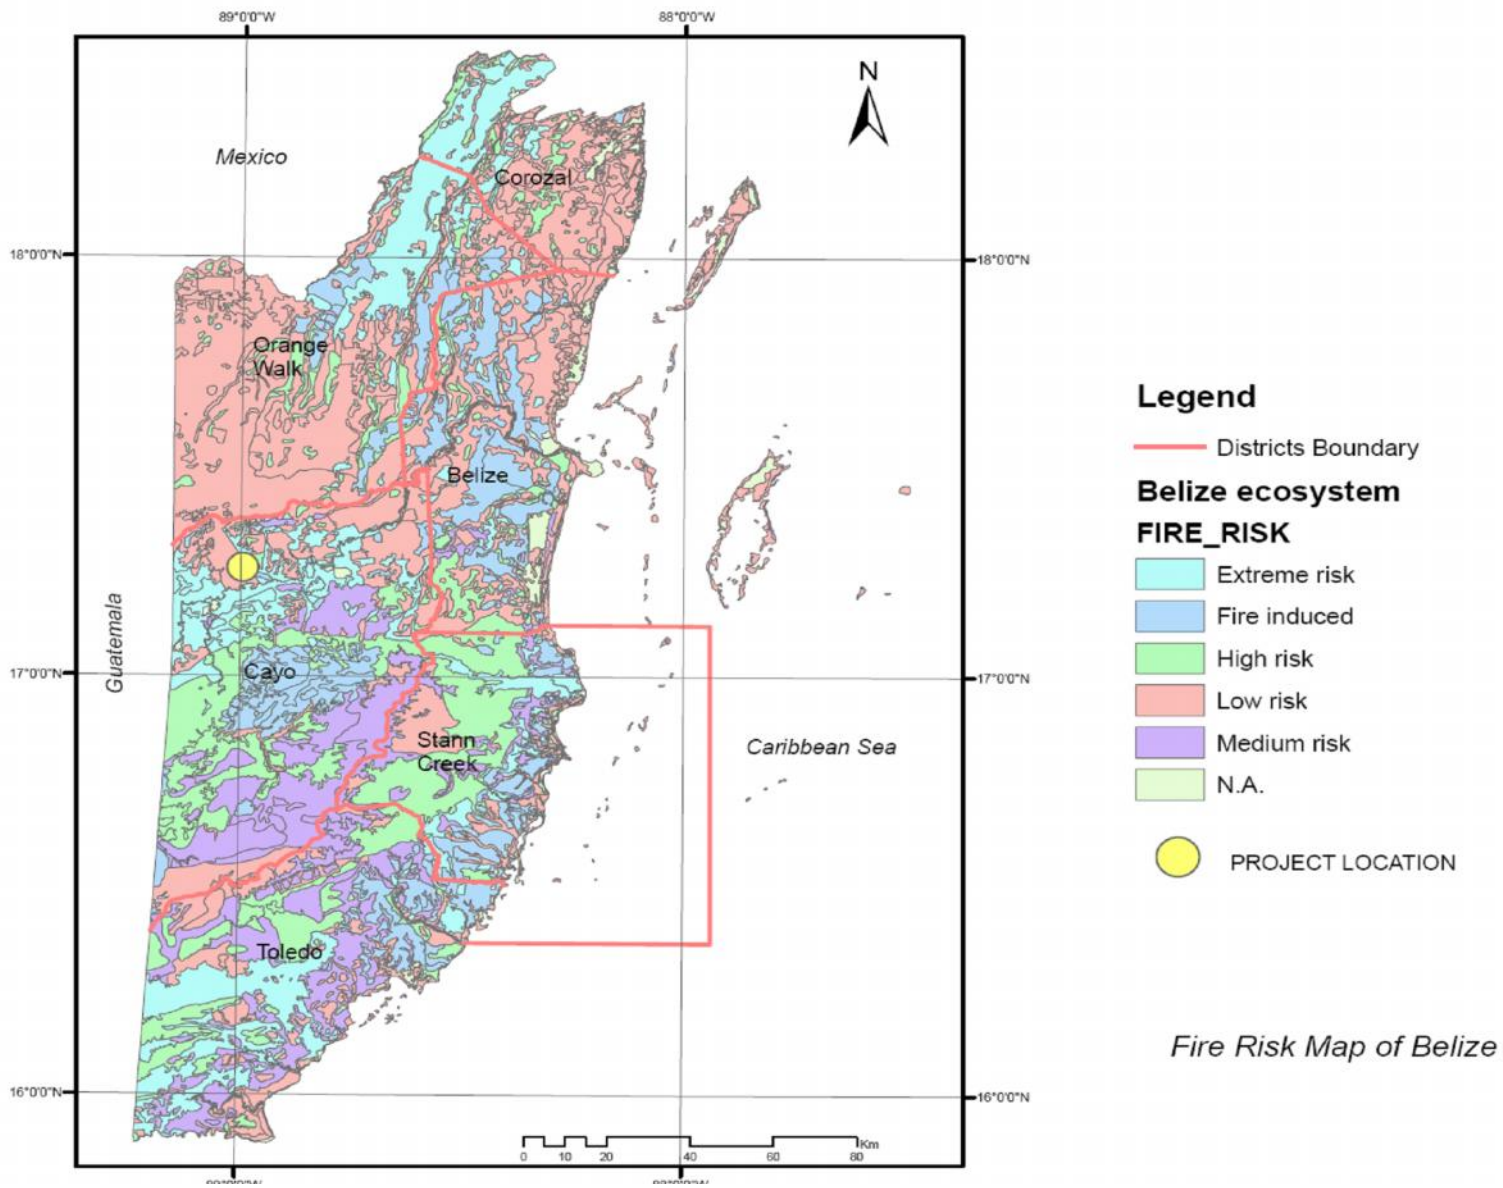 89°0'0"W 88°0'0"W
N
Mexico
Corozal
18°0'0"N 18°0'0"N
Orange
Walk
Legend
Districts Boundary
Belize
Belize ecosystem
FIRE_RISK
Extreme risk
Fire induced
Guatemala
High risk
17°0'0"N Cayo 17°0'0"N
Low risk
Stann
Creek
Caribbean Sea
Medium risk
N.A.
PROJECT LOCATION
Toledo
Fire Risk Map of Belize
16°0'0"N 16°0'0"N
Km
0 10 20 40 60 80